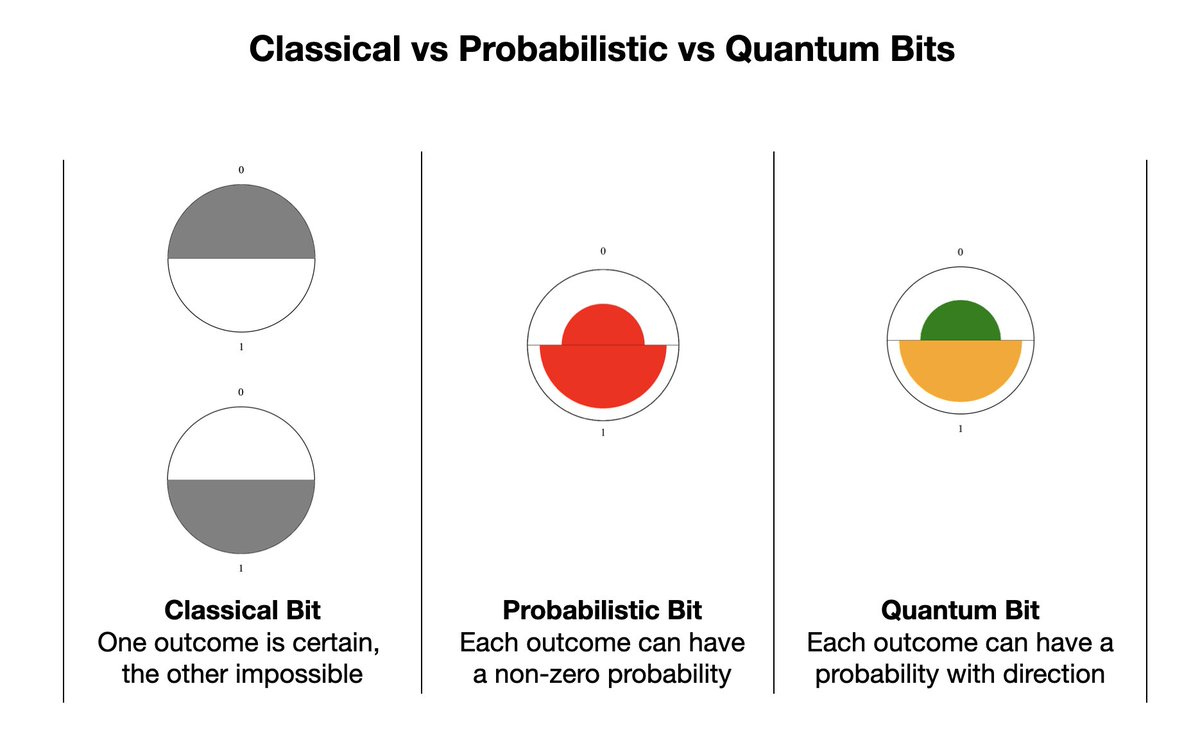 Classical vs Probabilistic vs Quantum Bits
0
1
0
1
Classical Bit
One outcome is certain,
the other impossible
0
1
Probabilistic Bit
Each outcome can have
a non-zero probability
0
1
Quantum Bit
Each outcome can have a
probability with direction